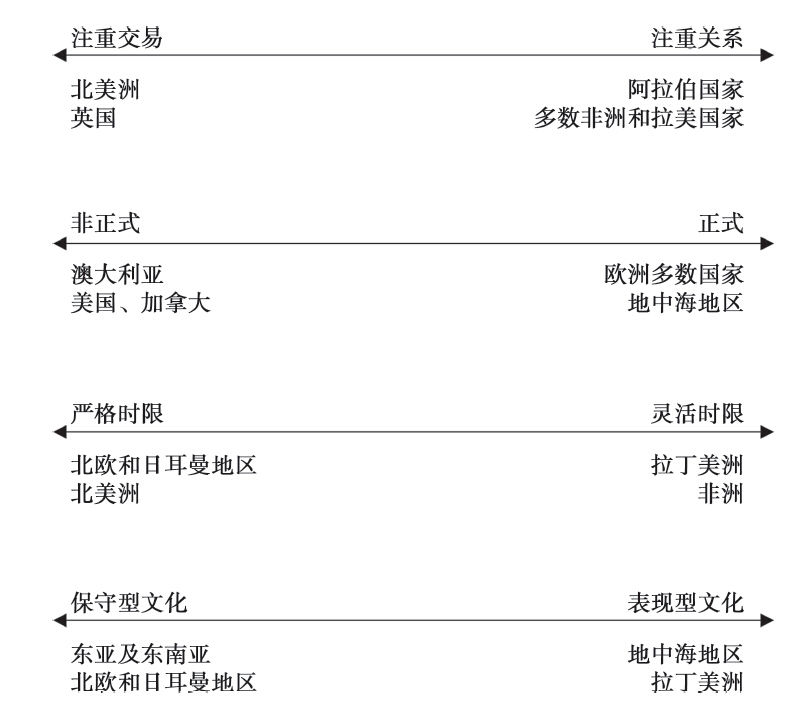 注重交易 注重关系
北美洲 阿拉伯国家
英国 多数非洲和拉美国家
非正式 正式
澳大利亚 欧洲多数国家
美国、加拿大 地中海地区
严格时限 灵活时限
北欧和日耳曼地区 拉丁美洲
北美洲 非洲
保守型文化 表现型文化
东亚及东南亚 地中海地区
北欧和日耳曼地区 拉丁美洲